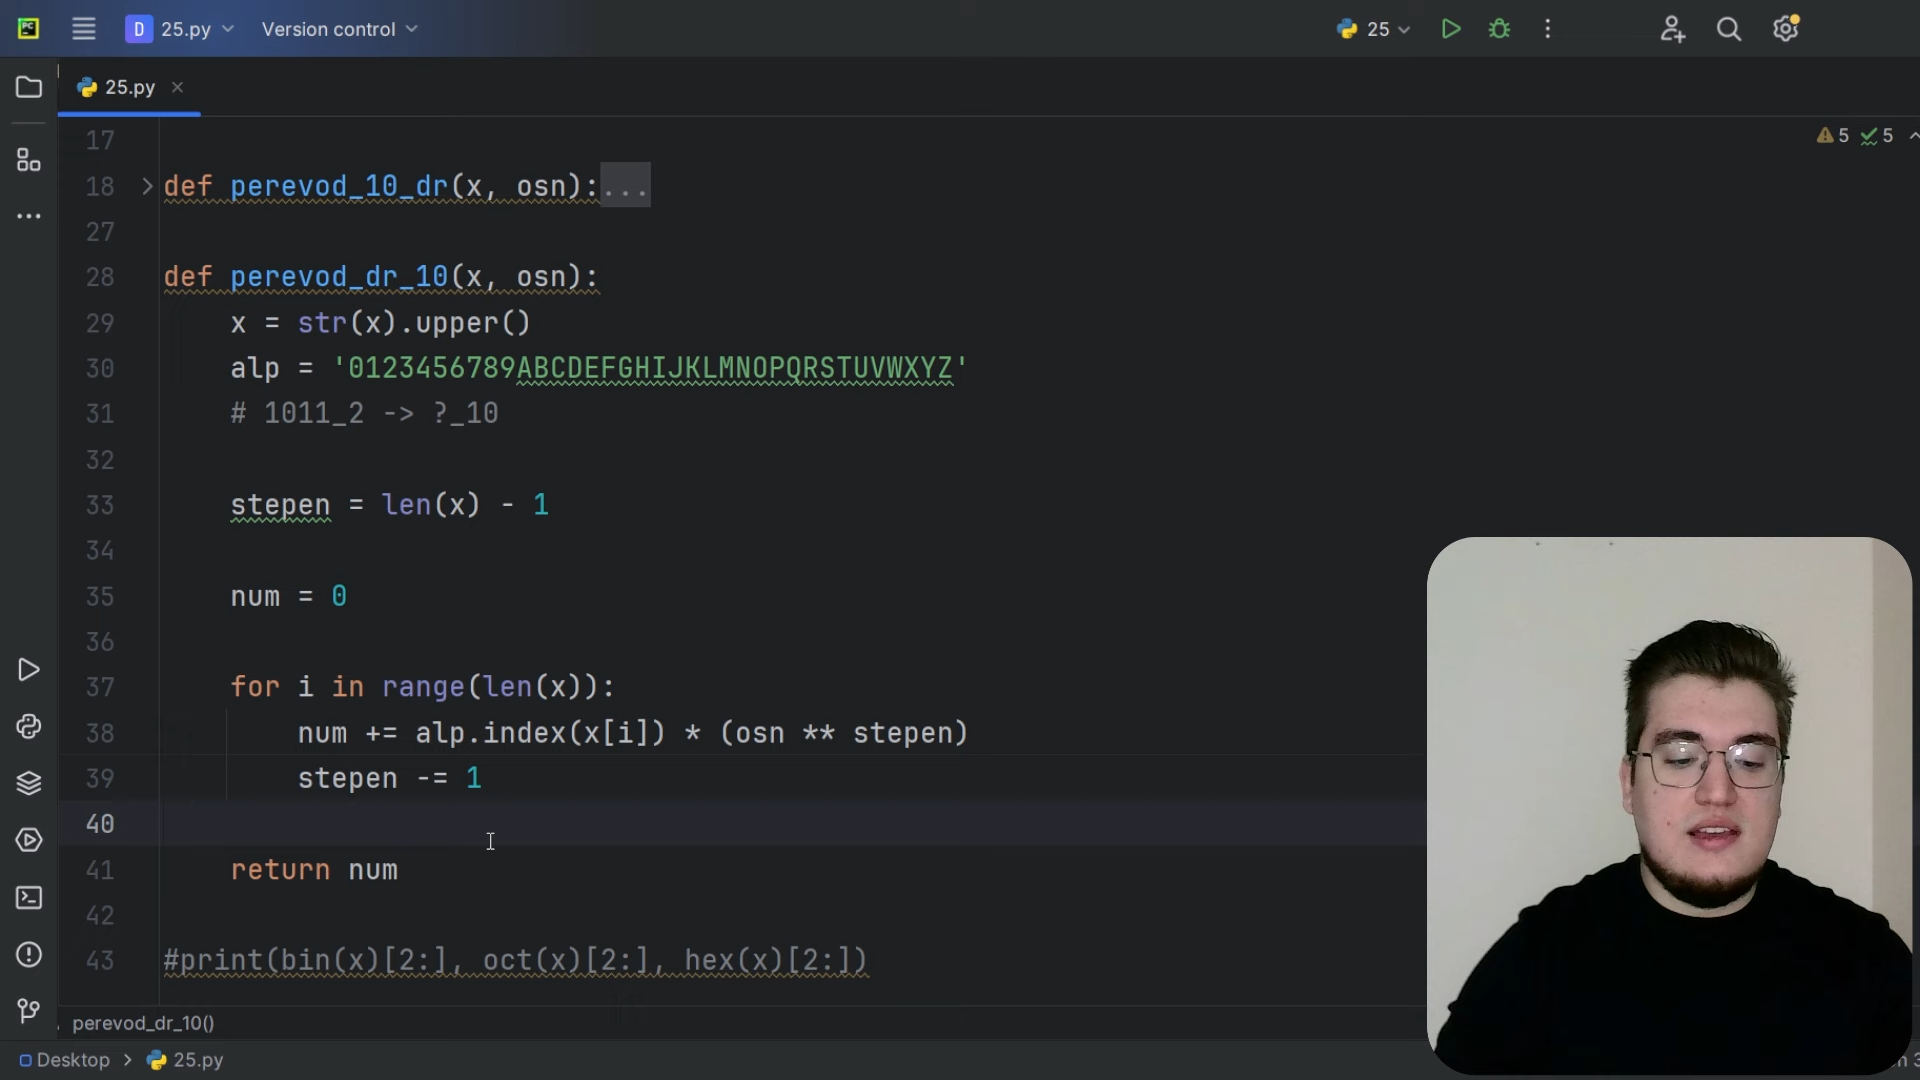 PC
D 25.py Version control 25
25.py
5 5
17
18 def perevod_10_dr(x, osn):...
27
28 def perevod_dr_10(x, osn):
29 x = str(x).upper()
30 alp = '0123456789ABCDEFGHIJKLMNOPQRSTUVWXYZ'
31 # 1011_2 -> ?_10
32
33 stepen = len(x) - 1
34
35 num = 0
36
37 for i in range(len(x)):
38 num += alp.index(x[i]) * (osn ** stepen)
39 stepen -= 1
40
41 return num
42
43 #print(bin(x)[2:], oct(x)[2:], hex(x)[2:])
perevod_dr_10()
Desktop > 25.py